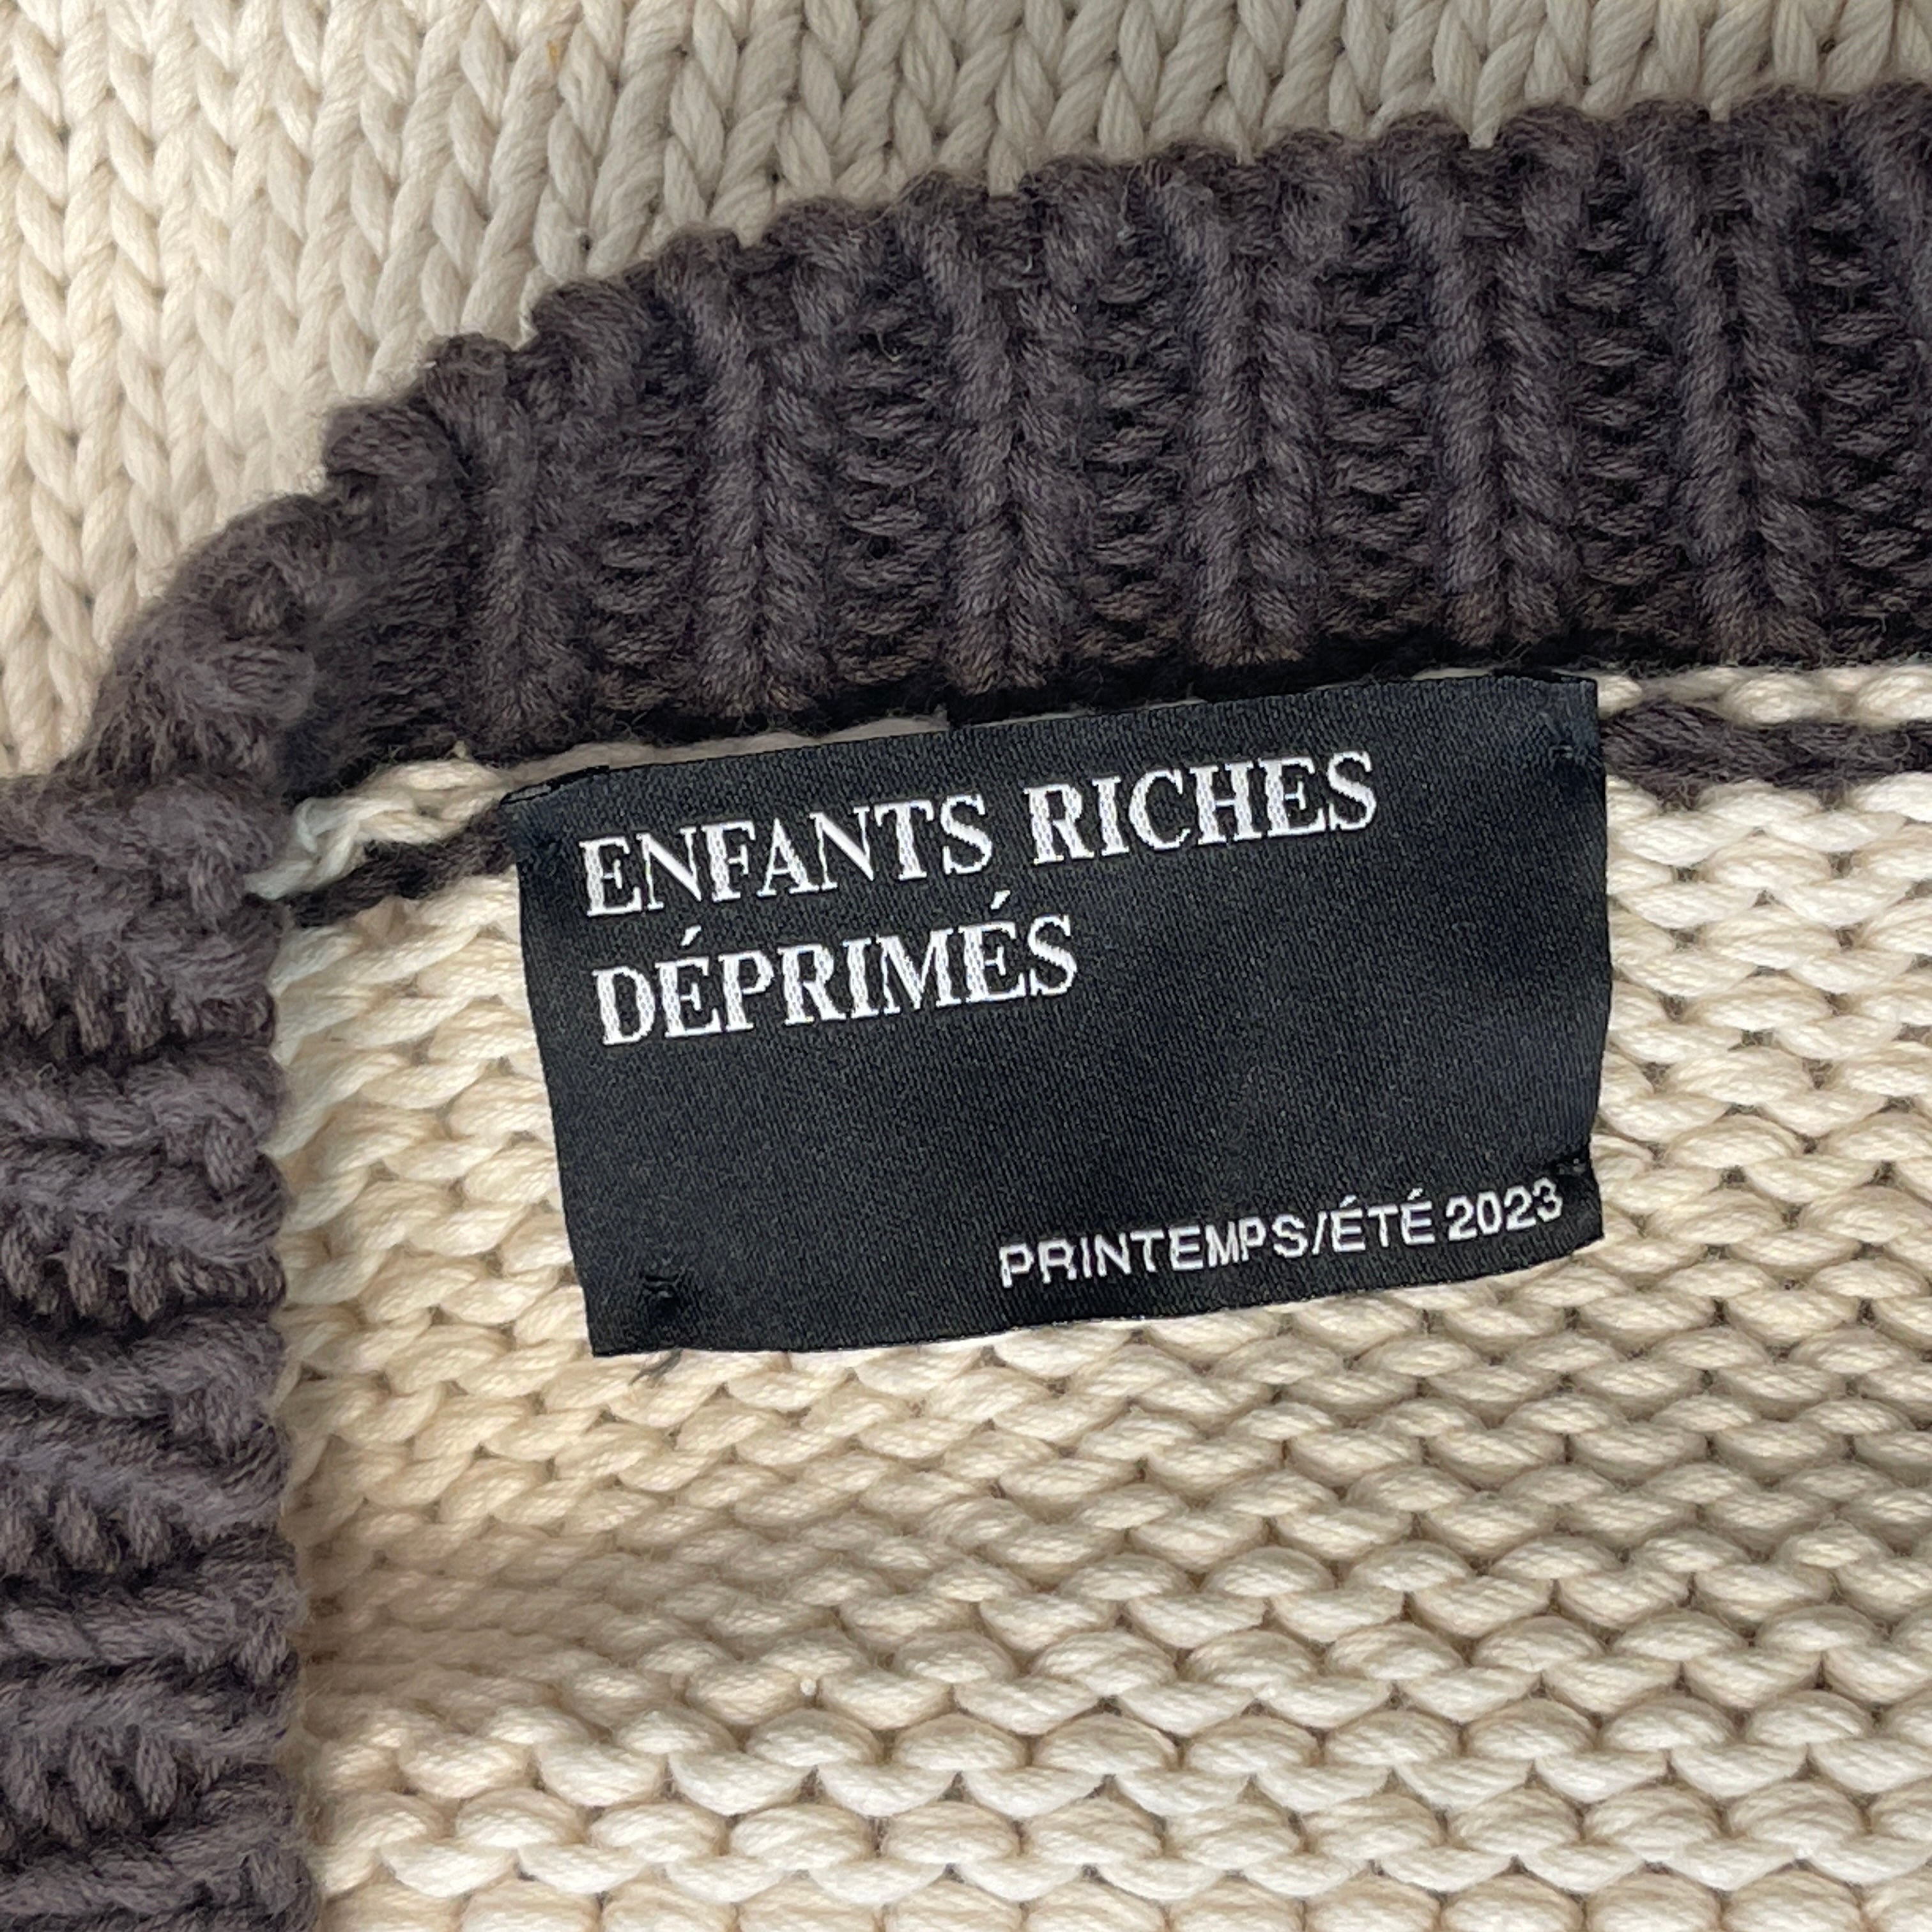 ENFANTS RICHES
DÉPRIMÉS
PRINTEMPS/ÉTÉ 2023